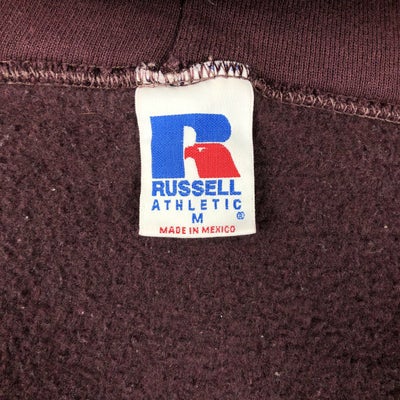 R
RUSSELL
ATHLETIC
M ®
MADE IN MEXICO